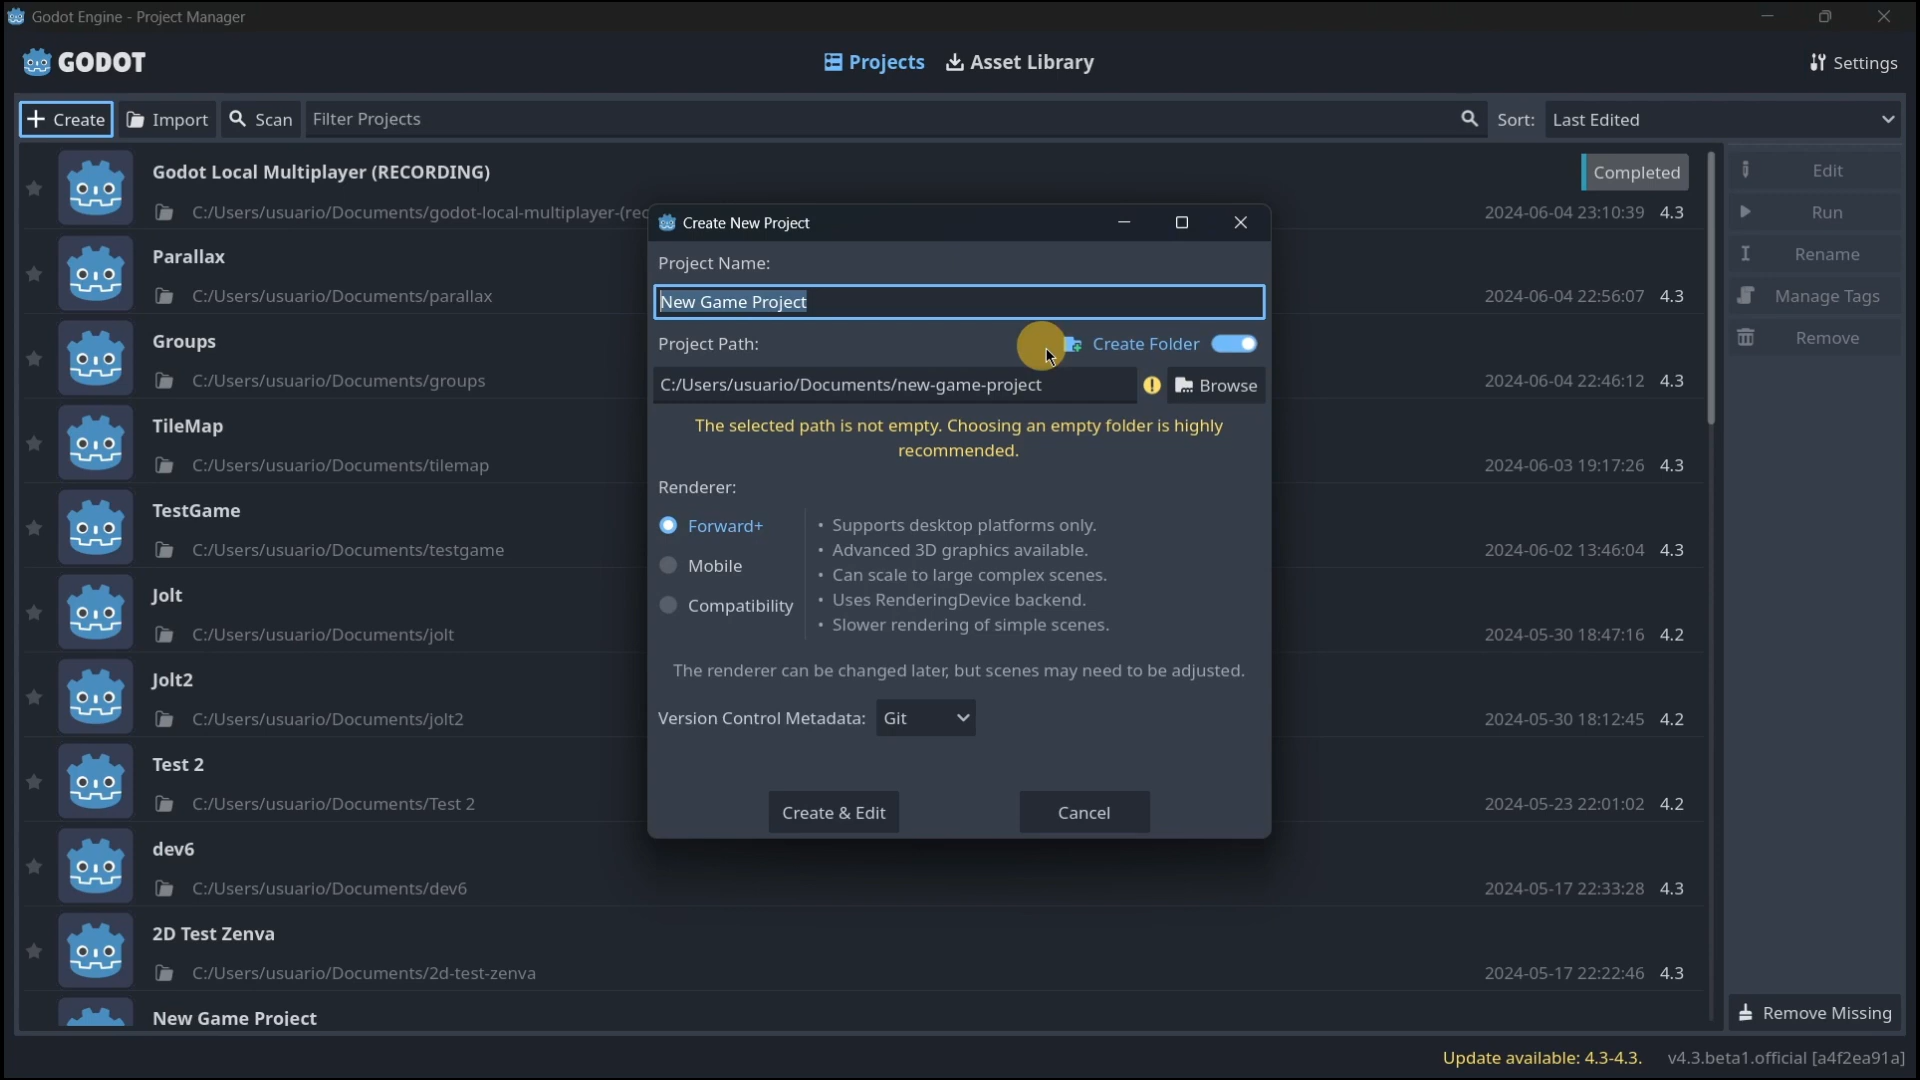 Godot Engine - Project Manager
GODOT
Projects
Asset Library
Settings
Create
Import
Scan
Filter Projects
Sort:
Last Edited
Godot Local Multiplayer (RECORDING)
Completed
C:/Users/usuario/Documents/godot-local-multiplayer-(rec
2024-06-04 23:10:39 4.3
Parallax
C:/Users/usuario/Documents/parallax
2024-06-04 22:56:07 4.3
Groups
C:/Users/usuario/Documents/groups
2024-06-04 22:46:12 4.3
TileMap
C:/Users/usuario/Documents/tilemap
2024-06-03 19:17:26 4.3
TestGame
C:/Users/usuario/Documents/testgame
2024-06-02 13:46:04 4.3
Jolt
C:/Users/usuario/Documents/jolt
2024-05-30 18:47:16 4.2
Jolt2
C:/Users/usuario/Documents/jolt2
2024-05-30 18:12:45 4.2
Test 2
C:/Users/usuario/Documents/Test 2
2024-05-23 22:01:02 4.2
dev6
C:/Users/usuario/Documents/dev6
2024-05-17 22:33:28 4.3
2D Test Zenva
C:/Users/usuario/Documents/2d-test-zenva
2024-05-17 22:22:46 4.3
New Game Project
Create New Project
Project Name:
New Game Project
Project Path:
Create Folder
C:/Users/usuario/Documents/new-game-project
Browse
The selected path is not empty. Choosing an empty folder is highly
recommended.
Renderer:
Forward+
Mobile
Compatibility
• Supports desktop platforms only.
• Advanced 3D graphics available.
• Can scale to large complex scenes.
• Uses RenderingDevice backend.
• Slower rendering of simple scenes.
The renderer can be changed later, but scenes may need to be adjusted.
Version Control Metadata:
Git
Create & Edit
Cancel
Edit
Run
Rename
Manage Tags
Remove
Remove Missing
Update available: 4.3-4.3.
v4.3.beta1.official [a4f2ea91a]